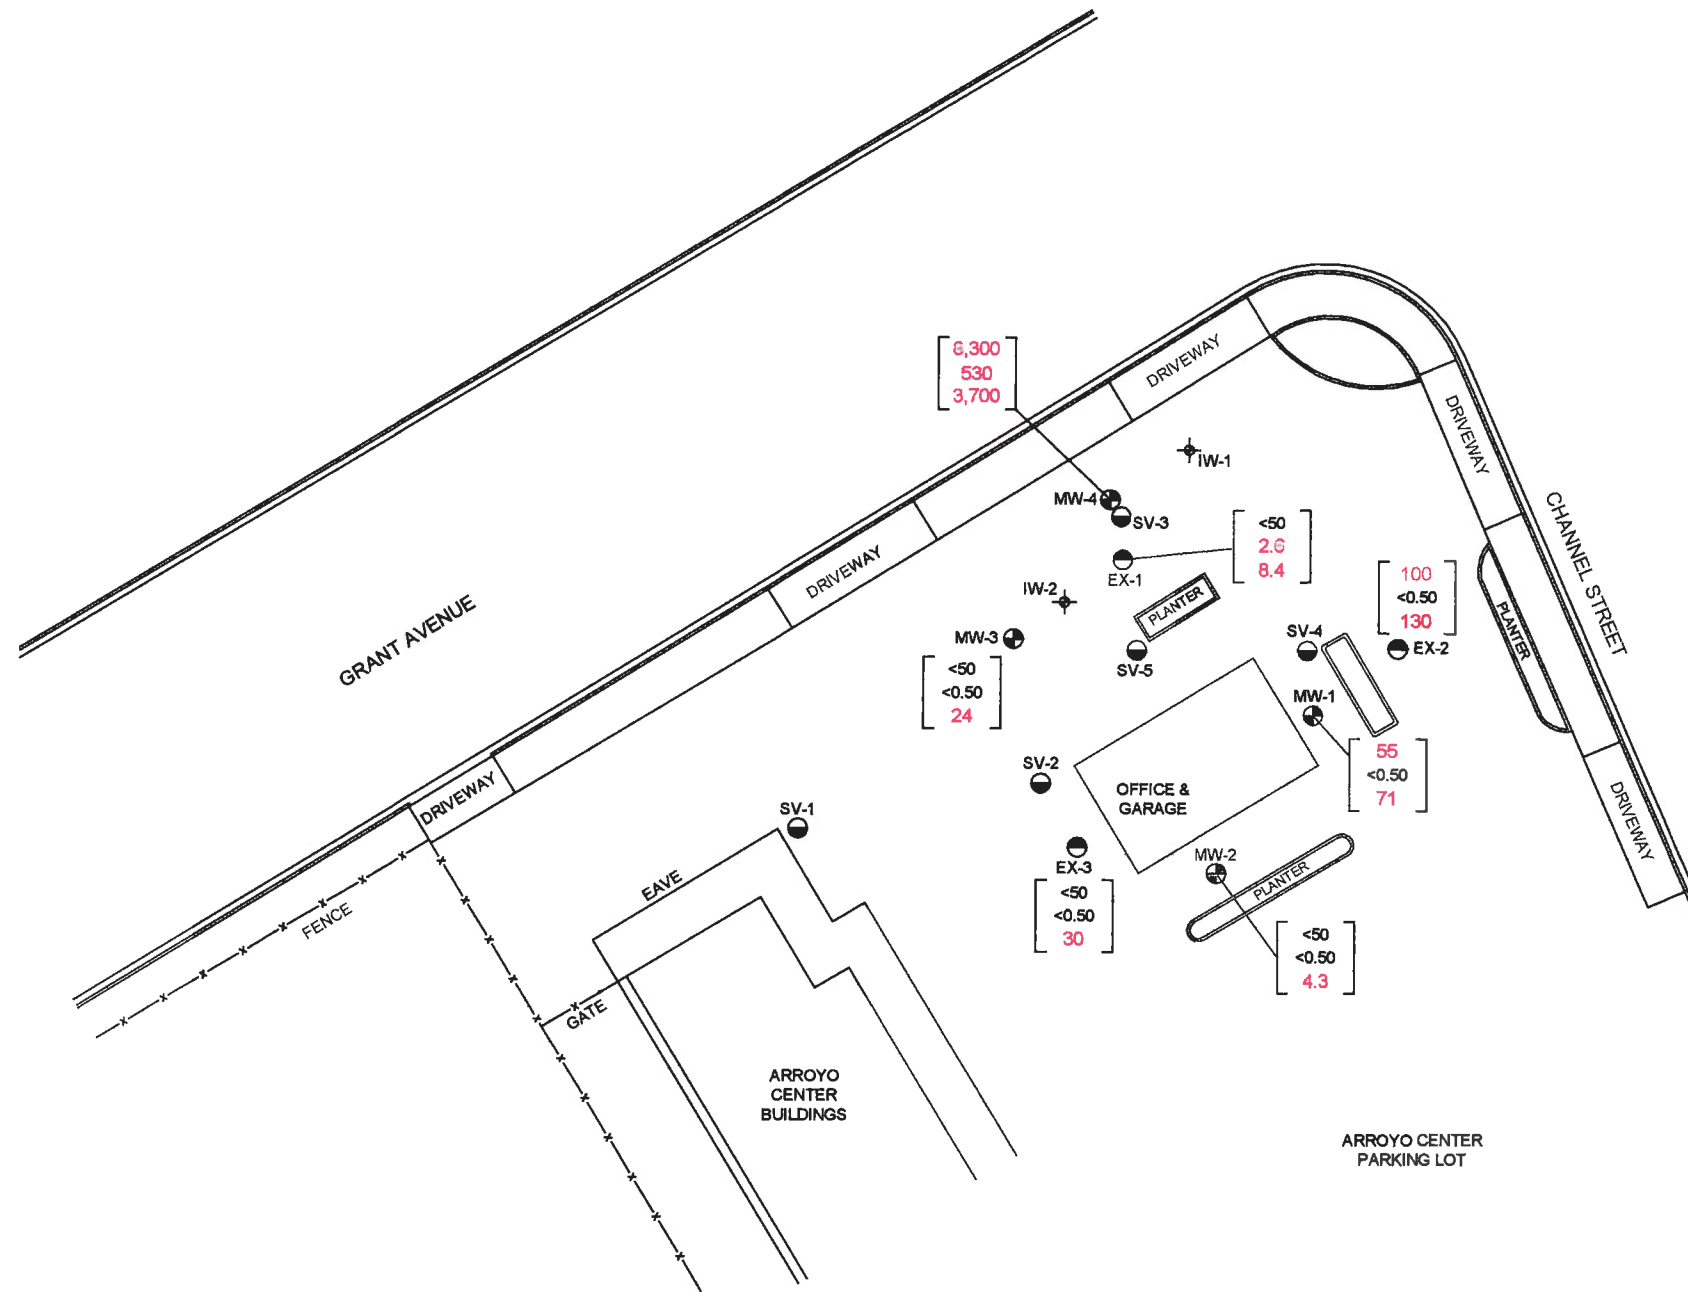 DRIVEWAY
530
3,700
IW-1
MW-4
SV-3
<50
2.6
8.4
EX-1
CHANNEL STREET
DRIVEWAY
DRIVEWAY
100
<0.50
130
IW-2
PLANTER
PLANTER
GRANT AVENUE
MW-3
<50
<0.50
24
SV-5
SV-4
EX-2
MW-1
55
<0.50
71
SV-2
OFFICE &
GARAGE
DRIVEWAY
DRIVEWAY
SV-1
EX-3
<50
<0.50
30
MW-2
PLANTER
<50
<0.50
4.3
EAVE
FENCE
GATE
ARROYO
CENTER
BUILDINGS
ARROYO CENTER
PARKING LOT